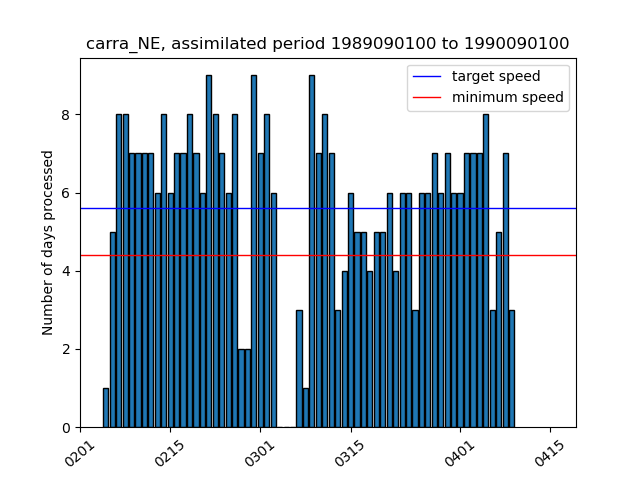 carra_NE, assimilated period 1989090100 to 1990090100
target speed
minimum speed
Number of days processed
8
6
4
2
0
0201
0215
0301
0315
0401
0415